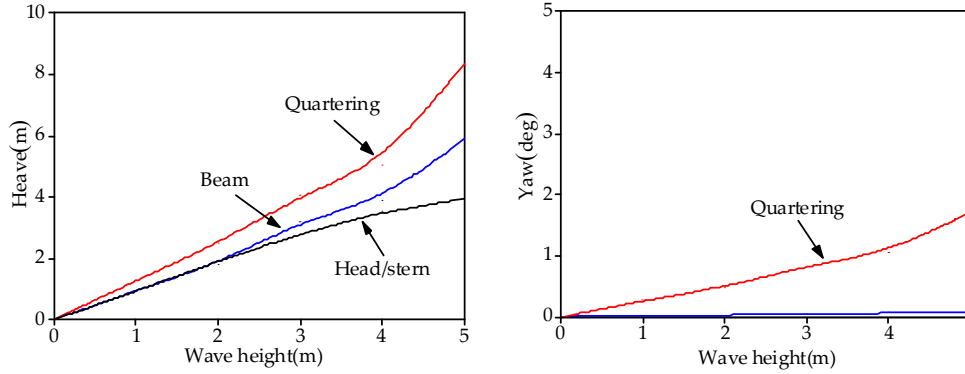 10
8
6
4
2
0
Heave(m)
Quartering
Beam
Head/stern
0 1 2 3 4 5
Wave height(m)
5
4
3
2
1
0
Yaw(deg)
Quartering
0 1 2 3 4
Wave height(m)